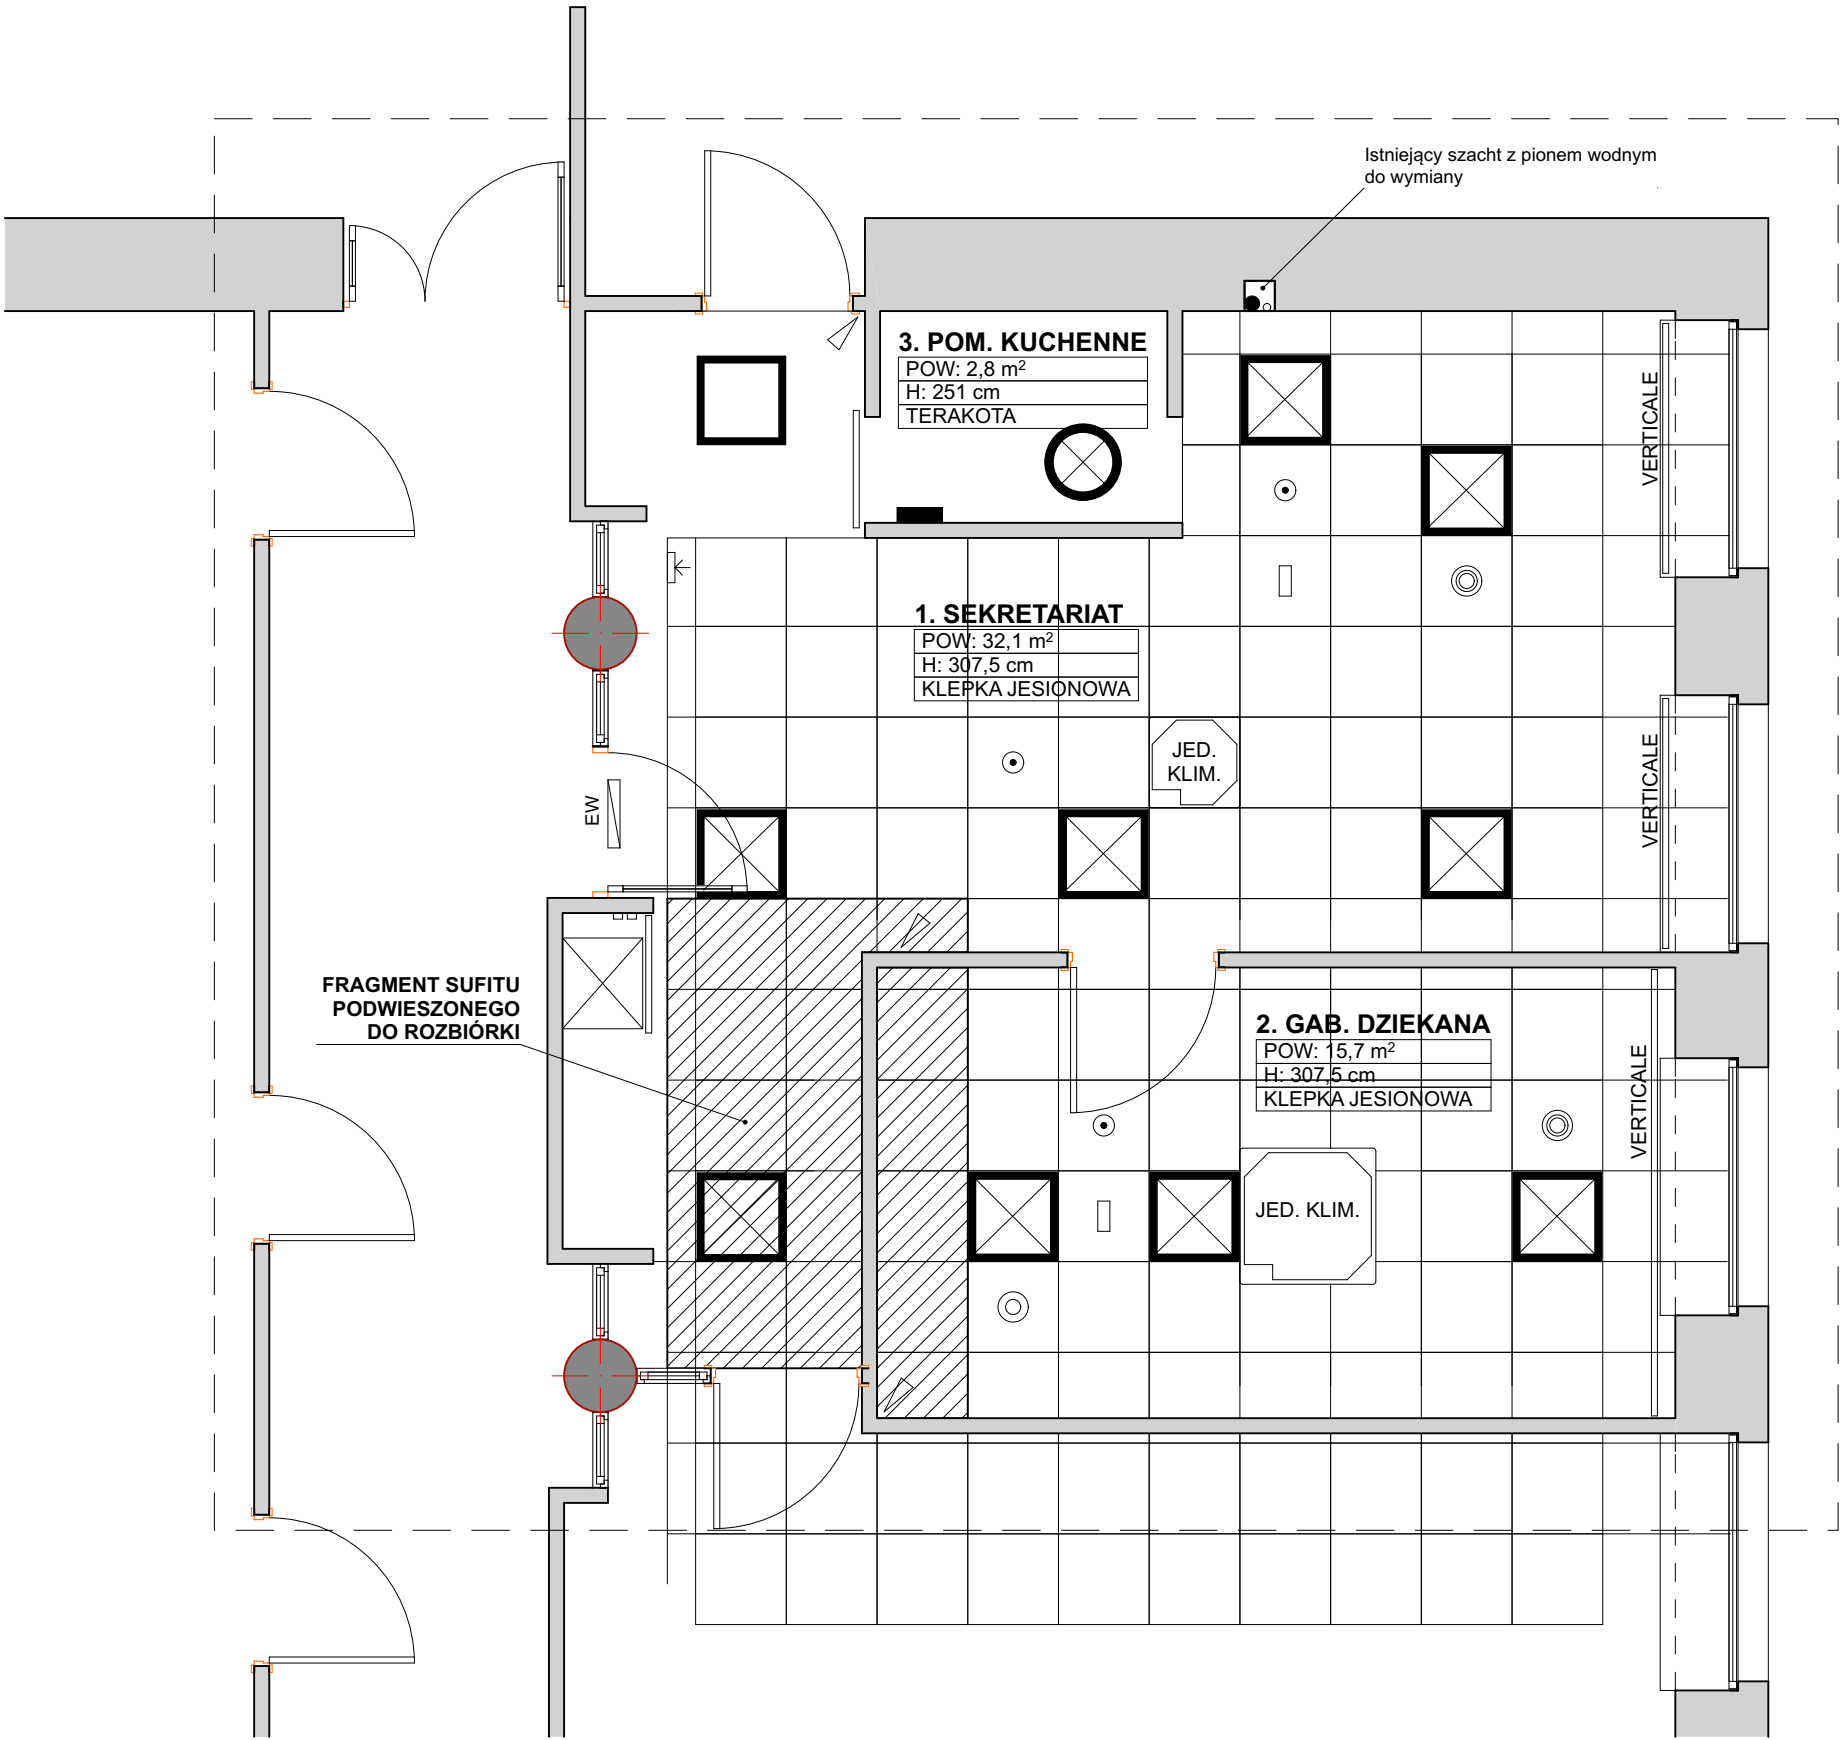 Istniejący szacht z pionem wodnym
do wymiany
3. POM. KUCHENNE
POW: 2,8 m²
H: 251 cm
TERAKOTA
VERTICALE
1. SEKRETARIAT
POW: 32,1 m²
H: 307,5 cm
KLEPKA JESIONOWA
JED.
KLIM.
VERTICALE
EW
FRAGMENT SUFITU
PODWIESZONEGO
DO ROZBIÓRKI
2. GAB. DZIEKANA
POW: 15,7 m²
H: 307,5 cm
KLEPKA JESIONOWA
VERTICALE
JED. KLIM.